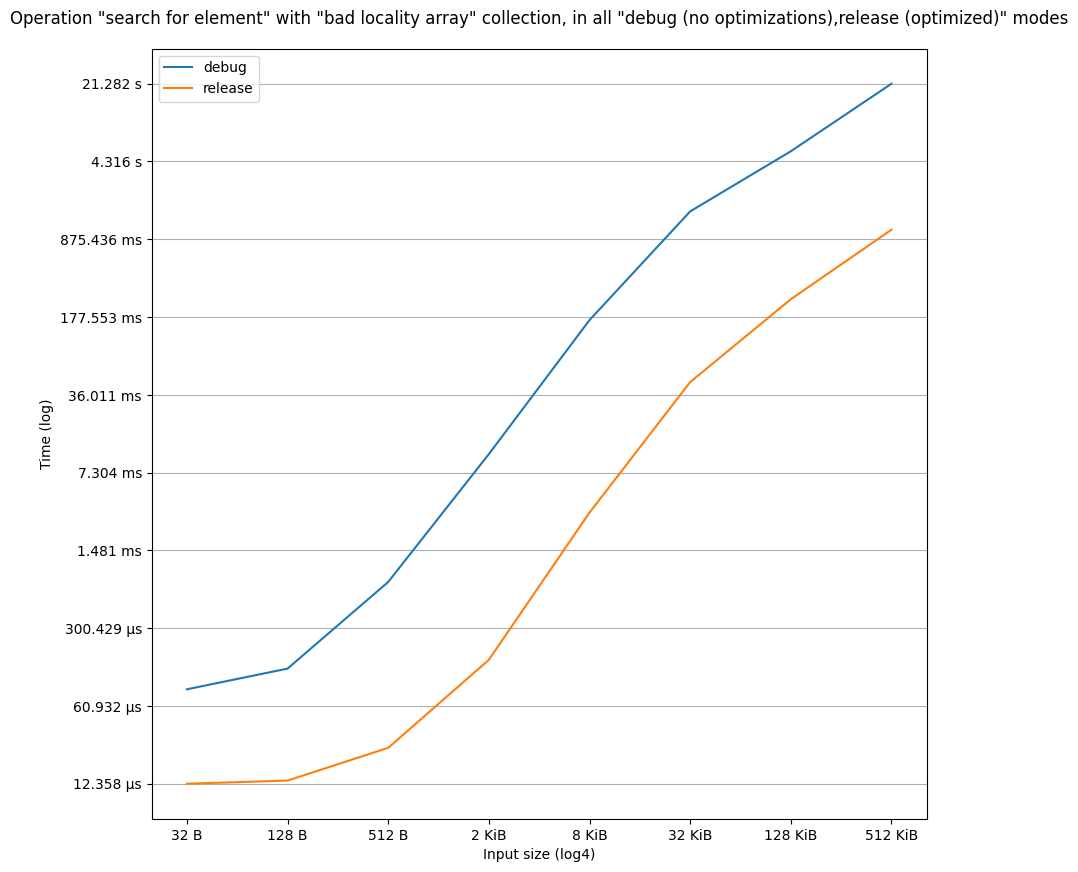 Operation "search for element" with "bad locality array" collection, in all "debug (no optimizations),release (optimized)" modes
debug
release
21.282 s
4.316 s
875.436 ms
177.553 ms
36.011 ms
7.304 ms
1.481 ms
300.429 µs
60.932 µs
12.358 µs
Time (log)
32 B
128 B
512 B
2 KiB
8 KiB
32 KiB
128 KiB
512 KiB
Input size (log4)